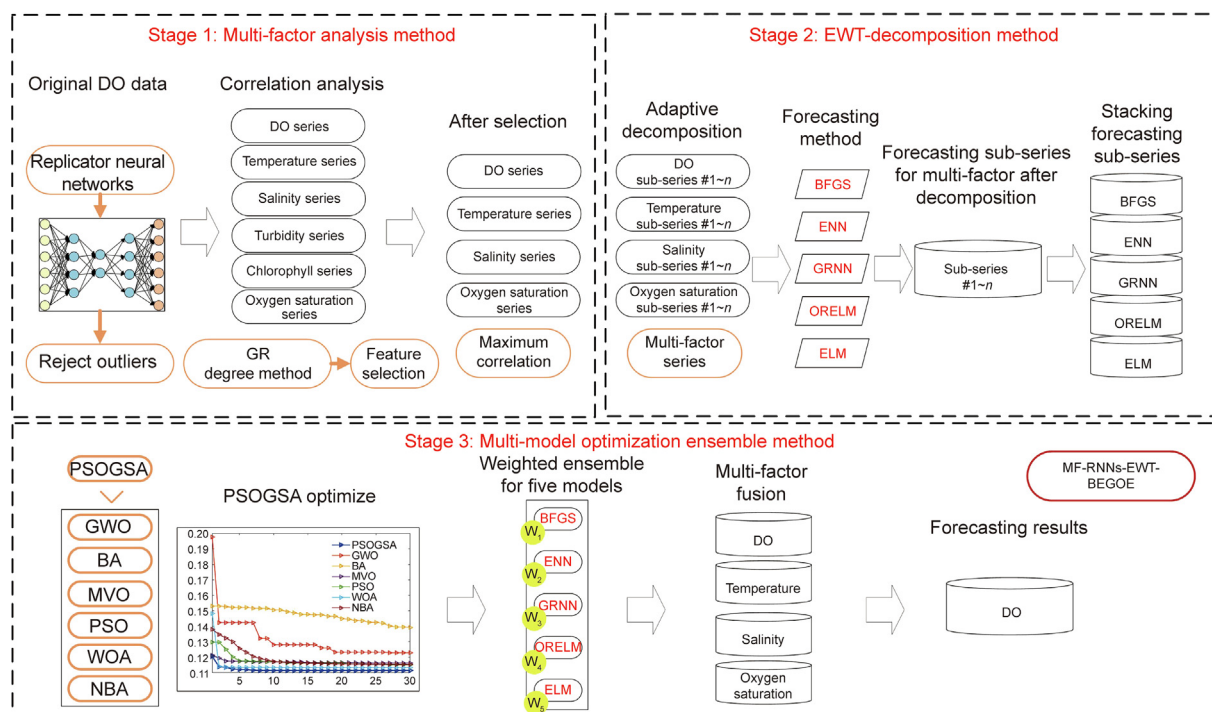 Stage 1: Multi-factor analysis method
Original DO data
Replicator neural
networks
Reject outliers
Correlation analysis
DO series
Temperature series
Salinity series
Turbidity series
Chlorophyll series
Oxygen saturation
series
GR
degree method
Feature
selection
After selection
DO series
Temperature series
Salinity series
Oxygen saturation
series
Maximum
correlation
Stage 2: EWT-decomposition method
Adaptive
decomposition
DO
sub-series #1~n
Temperature
sub-series #1~n
Salinity
sub-series #1~n
Oxygen saturation
sub-series #1~n
Multi-factor
series
Forecasting
method
BFGS
ENN
GRNN
ORELM
ELM
Forecasting sub-series
for multi-factor after
decomposition
Sub-series
#1~n
Stacking
forecasting
sub-series
BFGS
ENN
GRNN
ORELM
ELM
Stage 3: Multi-model optimization ensemble method
PSOGSA
GWO
BA
MVO
PSO
WOA
NBA
PSOGSA optimize
0.20
0.19
0.18
0.17
0.16
0.15
0.14
0.13
0.12
0.11
5
10
15
20
25
30
PSOGSA
GWO
BA
MVO
PSO
WOA
NBA
Weighted ensemble
for five models
BFGS
W1
ENN
W2
GRNN
W3
ORELM
W4
ELM
W5
Multi-factor
fusion
DO
Temperature
Salinity
Oxygen
saturation
MF-RNNs-EWT-
BEGOE
Forecasting results
DO